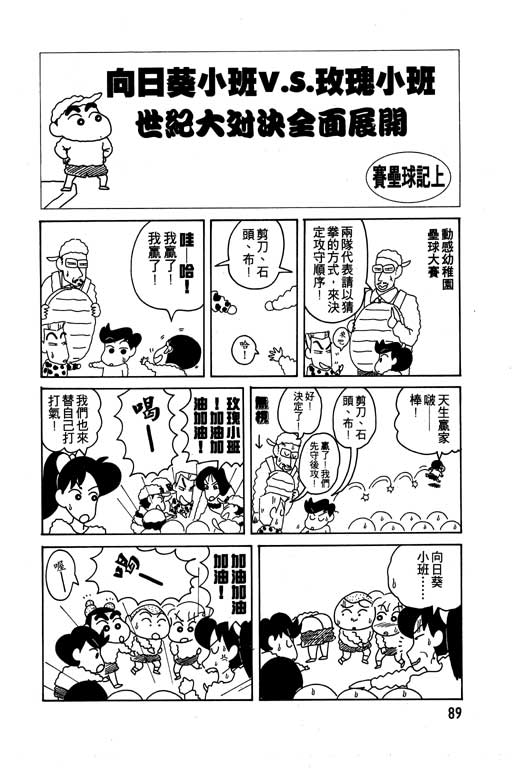 向日葵小班V.S.玫瑰小班
世紀大對決全面展開
賽壘球記上
動感幼稚園
壘球大賽
兩隊代表請以猜
拳的方式，來決
定攻守順序！
來吧！
剪刀、石
頭、布！
哈！
哇—哈！
我贏了！
我贏了！
天生贏家
啵——
棒！
剪刀、石
頭、布！
贏了！我們
先守後攻！
好！
決定了！
無視
玫瑰小班
！加油加
油加油！
喝—
我們也來
替自己打
打氣！
向日葵
小班……
加油加油
加油！
喝—
喔—
89